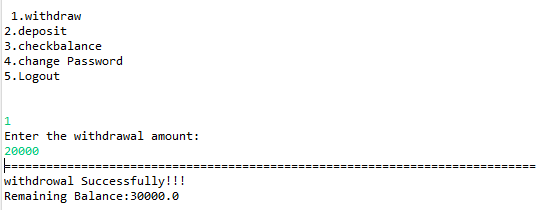 1.withdraw
2.deposit
3.checkbalance
4.change Password
5.Logout
1
Enter the withdrawal amount:
20000
============================================================================
withdrowal Successfully!!!
Remaining Balance:30000.0